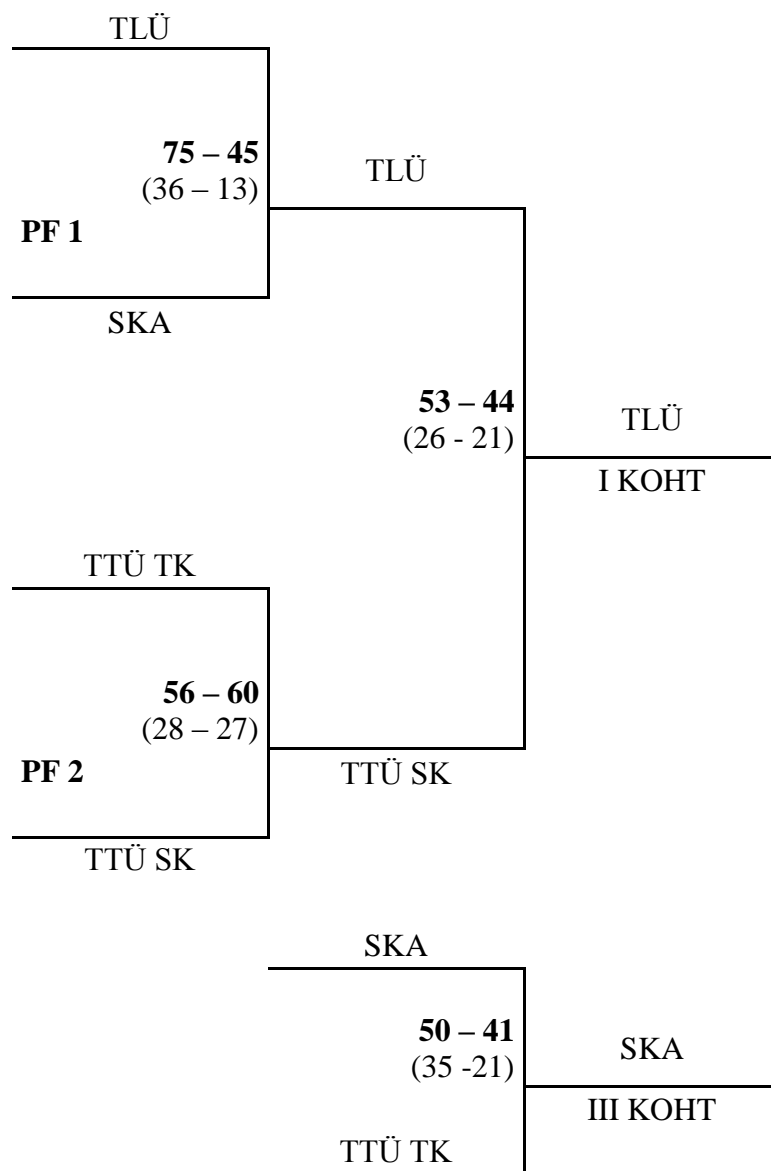 TLÜ
75 – 45
(36 – 13)
TLÜ
PF 1
SKA
53 – 44
(26 - 21)
TLÜ
I KOHT
TTÜ TK
56 – 60
(28 – 27)
PF 2
TTÜ SK
TTÜ SK
SKA
50 – 41
(35 -21)
SKA
III KOHT
TTÜ TK